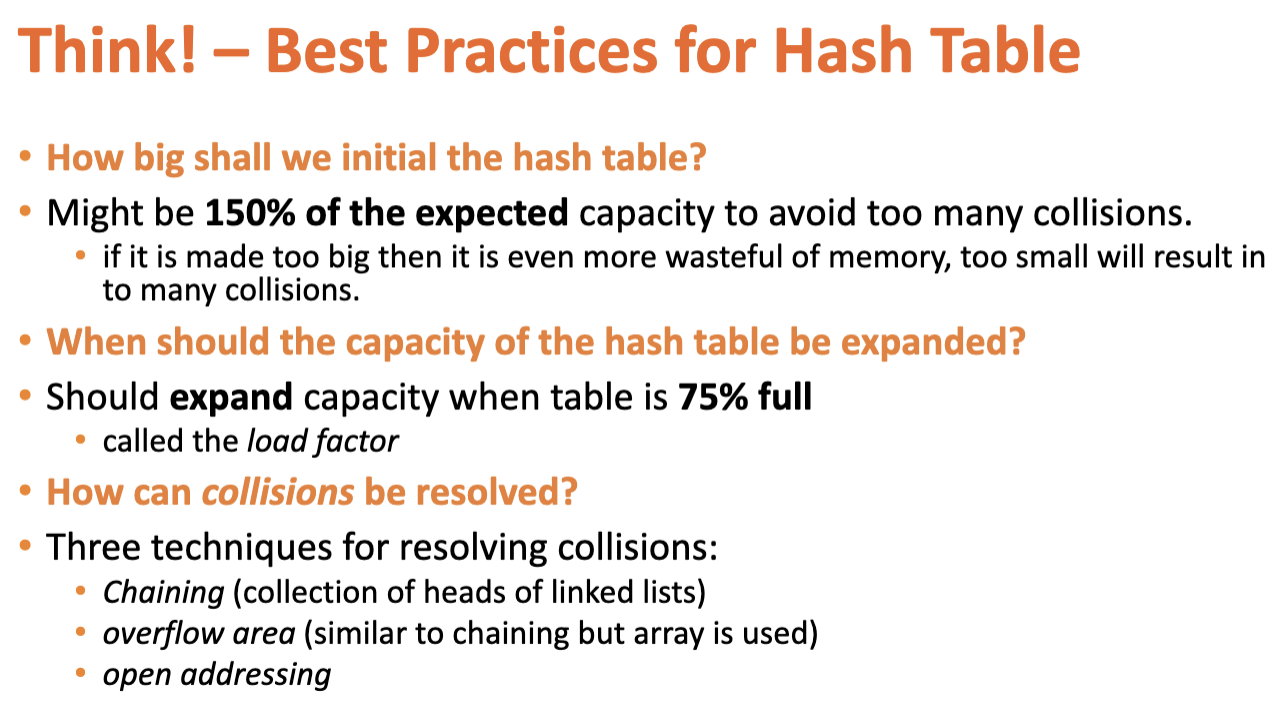 Think! – Best Practices for Hash Table
• How big shall we initial the hash table?
• Might be 150% of the expected capacity to avoid too many collisions.
• if it is made too big then it is even more wasteful of memory, too small will result in
to many collisions.
• When should the capacity of the hash table be expanded?
• Should expand capacity when table is 75% full
• called the load factor
• How can collisions be resolved?
• Three techniques for resolving collisions:
• Chaining (collection of heads of linked lists)
• overflow area (similar to chaining but array is used)
• open addressing